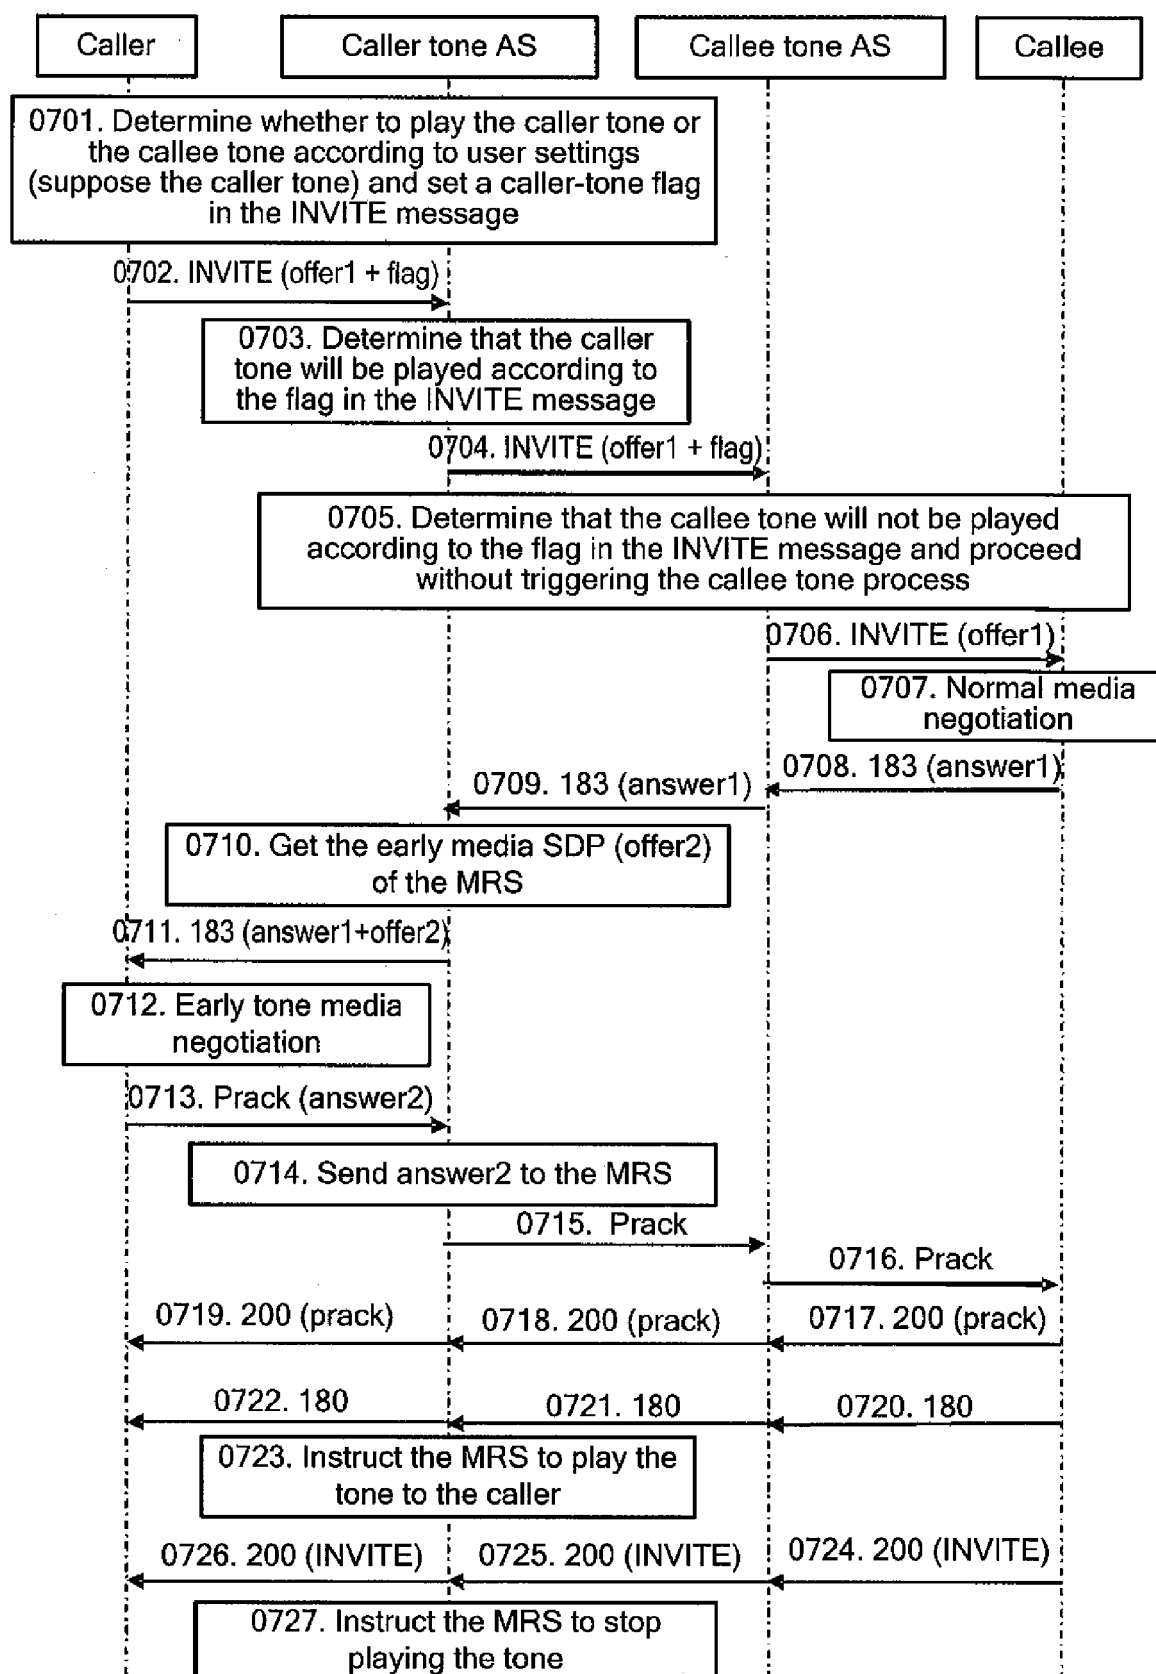 Caller
Caller tone AS
Callee tone AS
Callee
0701. Determine whether to play the caller tone or
the callee tone according to user settings
(suppose the caller tone) and set a caller-tone flag
in the INVITE message
0702. INVITE (offer1 + flag)
0703. Determine that the caller
tone will be played according to
the flag in the INVITE message
0704. INVITE (offer1 + flag)
0705. Determine that the callee tone will not be played
according to the flag in the INVITE message and proceed
without triggering the callee tone process
0706. INVITE (offer1)
0707. Normal media
negotiation
0708. 183 (answer1)
0709. 183 (answer1)
0710. Get the early media SDP (offer2)
of the MRS
0711. 183 (answer1+offer2)
0712. Early tone media
negotiation
0713. Prack (answer2)
0714. Send answer2 to the MRS
0715. Prack
0716. Prack
0719. 200 (prack)
0718. 200 (prack)
0717. 200 (prack)
0722. 180
0721. 180
0720. 180
0723. Instruct the MRS to play the
tone to the caller
0726. 200 (INVITE)
0725. 200 (INVITE)
0724. 200 (INVITE)
0727. Instruct the MRS to stop
playing the tone